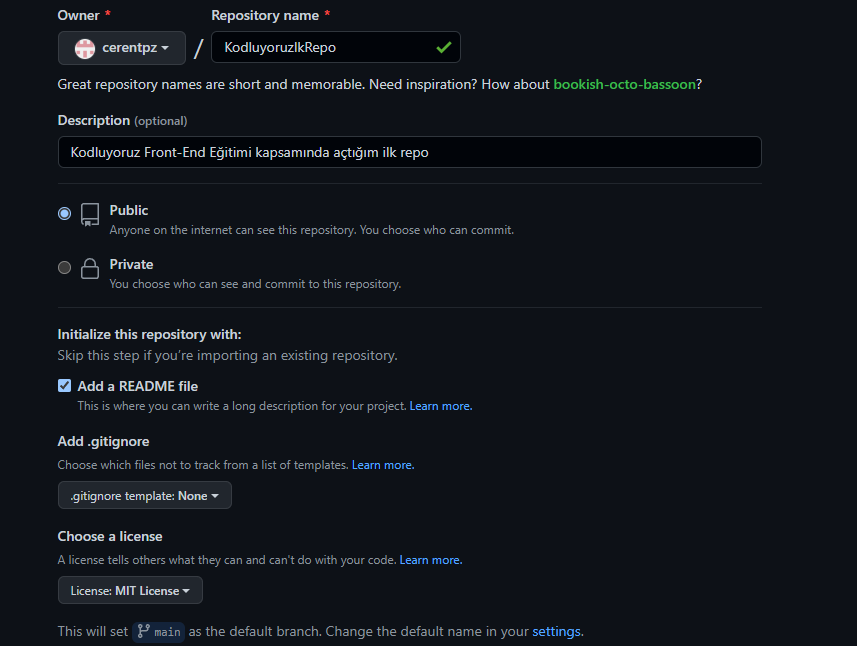 Owner * Repository name *
cerentpz / KodluyoruzIkRepo
Great repository names are short and memorable. Need inspiration? How about bookish-octo-bassoon?
Description (optional)
Kodluyoruz Front-End Eğitimi kapsamında açtığım ilk repo
Public
Anyone on the internet can see this repository. You choose who can commit.
Private
You choose who can see and commit to this repository.
Initialize this repository with:
Skip this step if you’re importing an existing repository.
Add a README file
This is where you can write a long description for your project. Learn more.
Add .gitignore
Choose which files not to track from a list of templates. Learn more.
.gitignore template: None
Choose a license
A license tells others what they can and can't do with your code. Learn more.
License: MIT License
This will set main as the default branch. Change the default name in your settings.